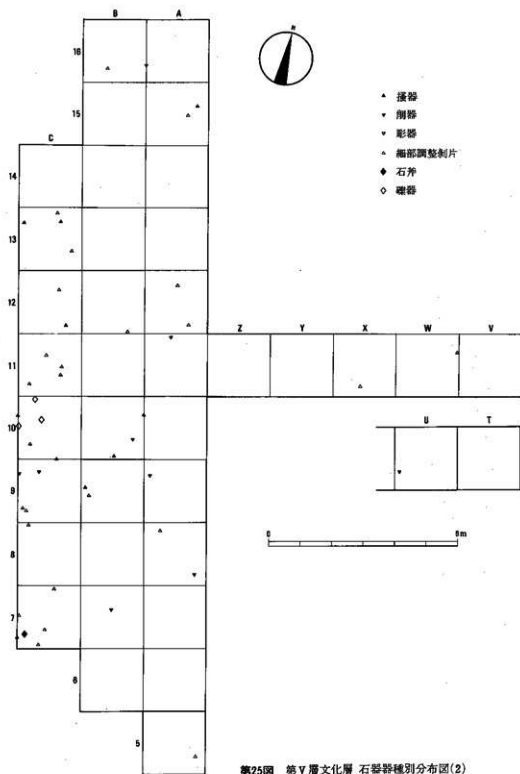 B A
16
N
15
▲ 掻器
▼ 削器
▽ 彫器
△ 細部調整剝片
◆ 石斧
◇ 礫器
C
14
13
12
Z Y X W V
11
10
U T
9
0 6m
8
7
6
5
第25図 第Ⅴ層文化層 石器器種別分布図(2)